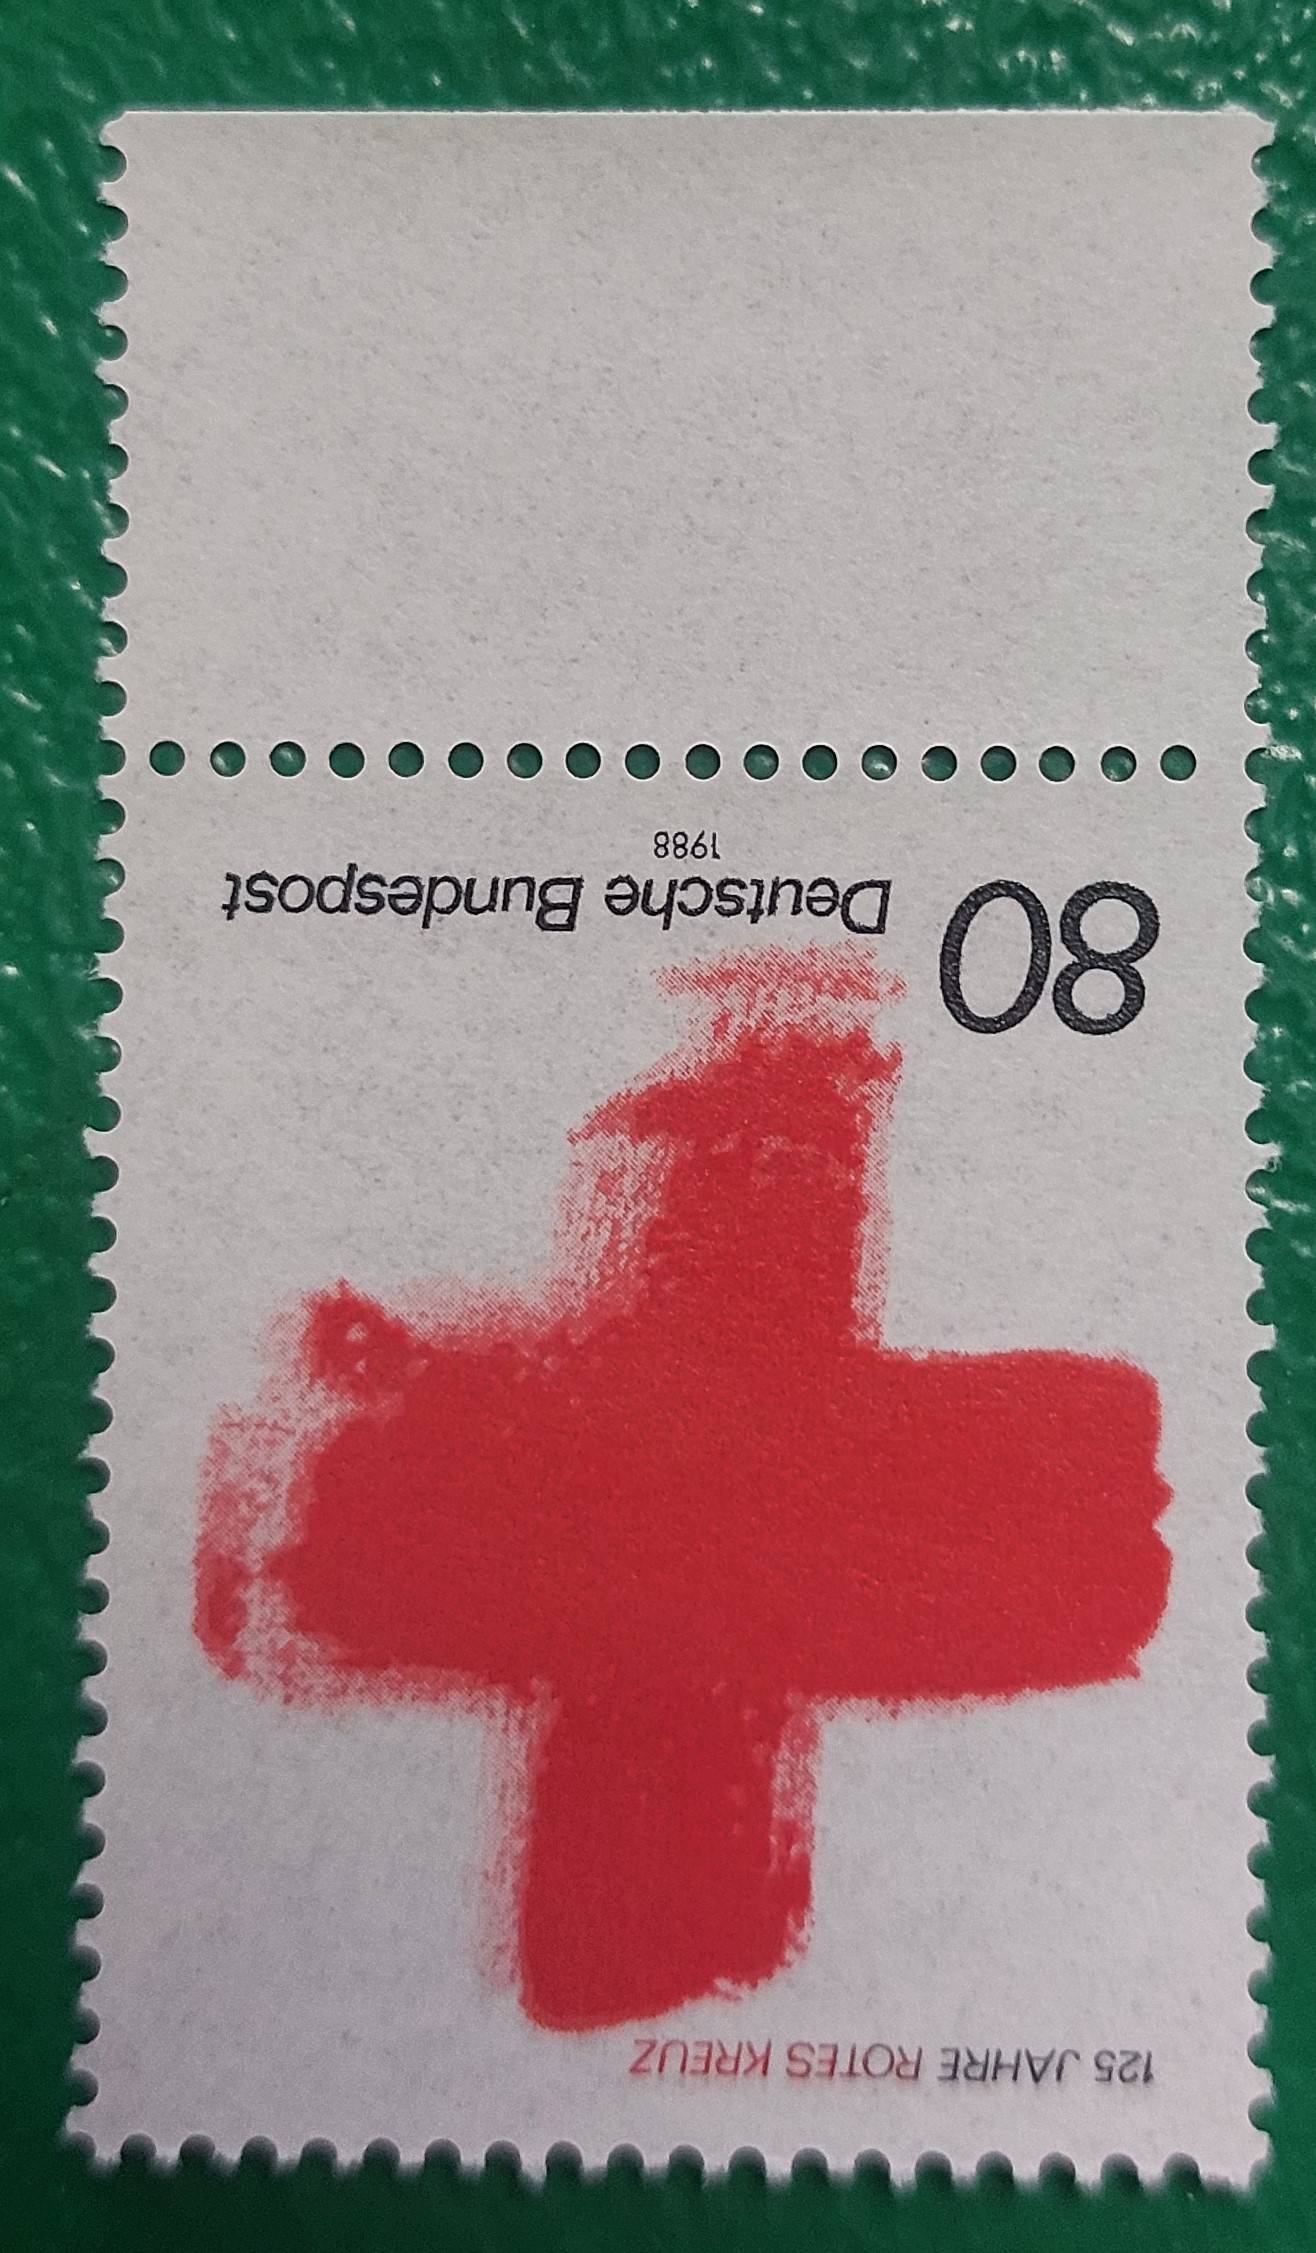 125 JAHRE ROTES KREUZ
80
Deutsche Bundespost
1988